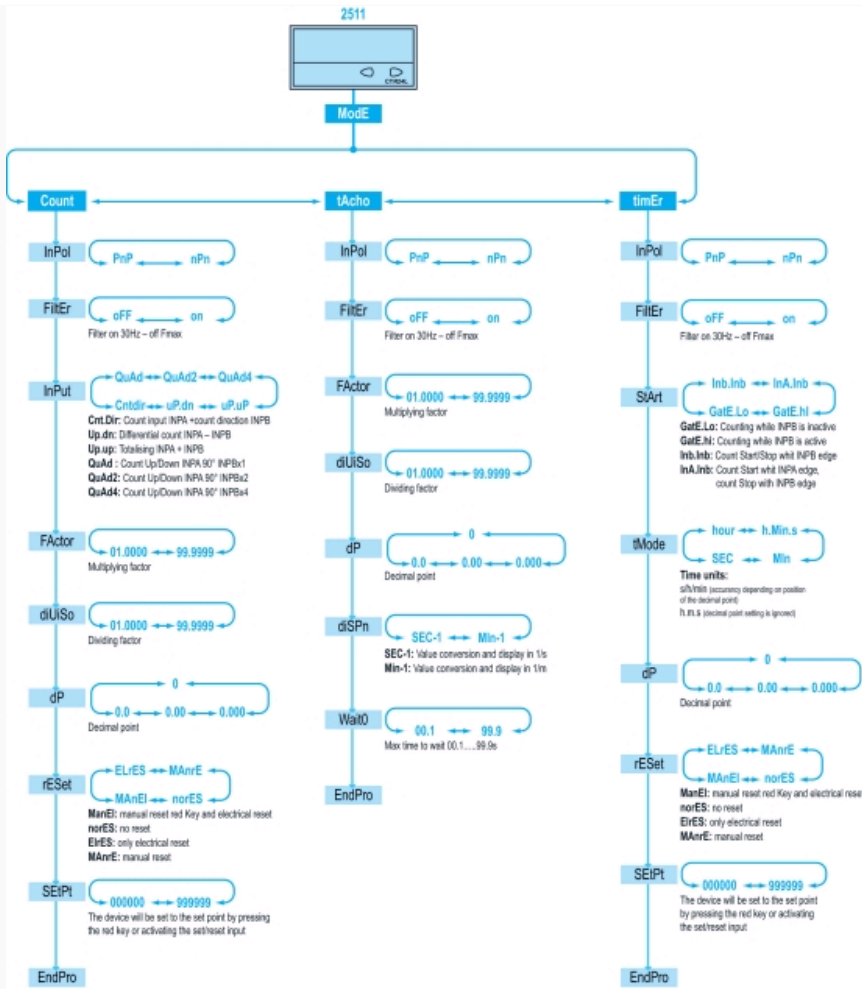 2511
CTRD4L
ModE
Count
InPol
PnP nPn
FiltEr
oFF on
Filter on 30Hz – off Fmax
InPut
QuAd QuAd2 QuAd4
Cntdir uP.dn uP.uP
Cnt.Dir: Count input INPA +count direction INPB
Up.dn: Differential count INPA – INPB
Up.up: Totalising INPA + INPB
QuAd : Count Up/Down INPA 90° INPBx1
QuAd2: Count Up/Down INPA 90° INPBx2
QuAd4: Count Up/Down INPA 90° INPBx4
FActor
01.0000 99.9999
Multiplying factor
diUiSo
01.0000 99.9999
Dividing factor
dP
0
0.0 0.00 0.000
Decimal point
rESet
ELrES MAnrE
MAnEl norES
ManEl: manual reset red Key and electrical reset
norES: no reset
ElrES: only electrical reset
MAnrE: manual reset
SEtPt
000000 999999
The device will be set to the set point by pressing
the red key or activating the set/reset input
EndPro
tAcho
InPol
PnP nPn
FiltEr
oFF on
Filter on 30Hz – off Fmax
FActor
01.0000 99.9999
Multiplying factor
diUiSo
01.0000 99.9999
Dividing factor
dP
0
0.0 0.00 0.000
Decimal point
diSPn
SEC-1 MIn-1
SEC-1: Value conversion and display in 1/s
Min-1: Value conversion and display in 1/m
Wait0
00.1 99.9
Max time to wait 00.1.....99.9s
EndPro
timEr
InPol
PnP nPn
FiltEr
oFF on
Filter on 30Hz – off Fmax
StArt
Inb.Inb InA.Inb
GatE.Lo GatE.hI
GatE.Lo: Counting while INPB is inactive
GatE.hi: Counting while INPB is active
Inb.Inb: Count Start/Stop whit INPB edge
InA.Inb: Count Start whit INPA edge,
count Stop with INPB edge
tMode
hour h.Min.s
SEC MIn
Time units:
s/h/min (accurancy depending on position
of the decimal point)
h.m.s (decimal point setting is ignored)
dP
0
0.0 0.00 0.000
Decimal point
rESet
ELrES MAnrE
MAnEl norES
ManEl: manual reset red Key and electrical rese
norES: no reset
ElrES: only electrical reset
MAnrE: manual reset
SEtPt
000000 999999
The device will be set to the set point
by pressing the red key or activating
the set/reset input
EndPro